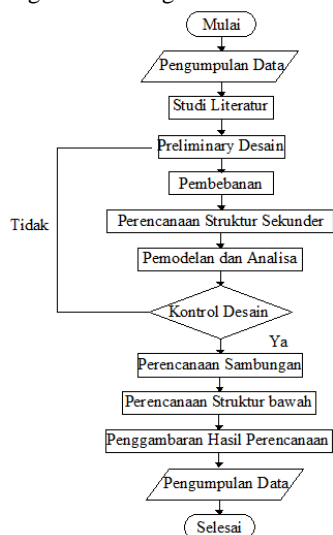 Mulai
Pengumpulan Data
Studi Literatur
Preliminary Desain
Pembebanan
Tidak
Perencanaan Struktur Sekunder
Pemodelan dan Analisa
Kontrol Desain
Ya
Perencanaan Sambungan
Perencanaan Struktur bawah
Penggambaran Hasil Perencanaan
Pengumpulan Data
Selesai